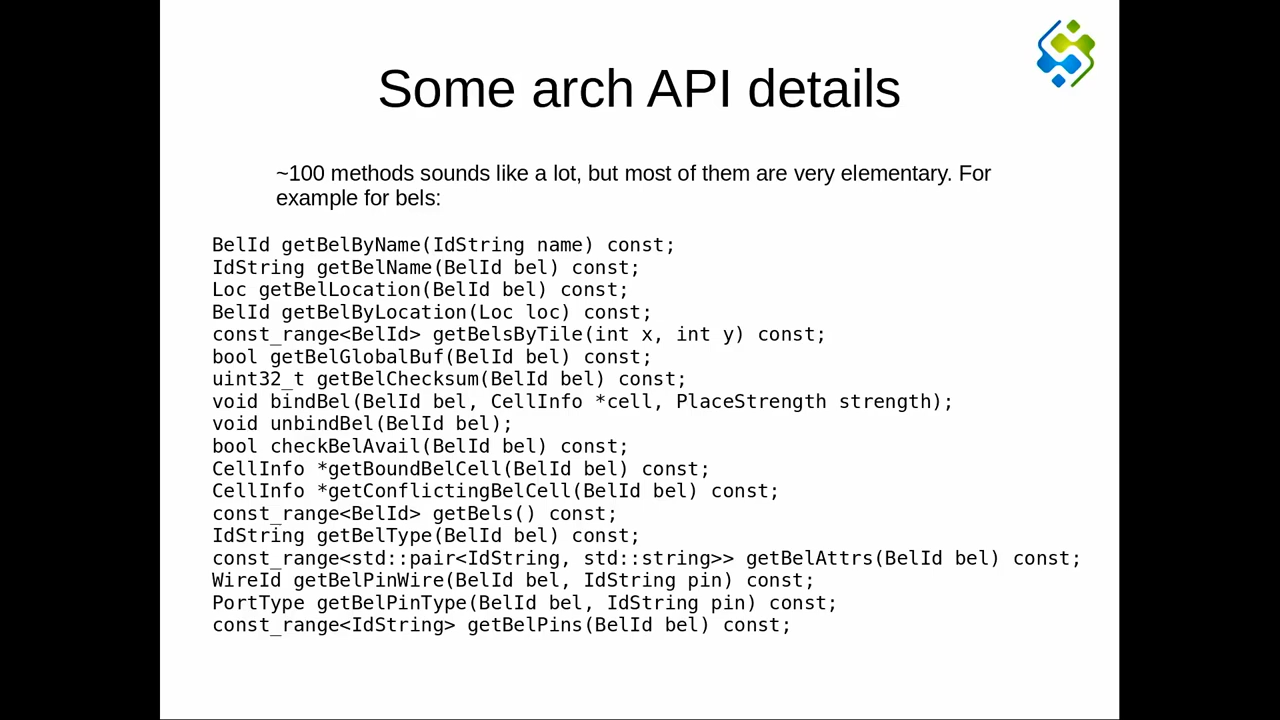 Some arch API details
~100 methods sounds like a lot, but most of them are very elementary. For
example for bels:
BelId getBelByName(IdString name) const;
IdString getBelName(BelId bel) const;
Loc getBelLocation(BelId bel) const;
BelId getBelByLocation(Loc loc) const;
const_range<BelId> getBelsByTile(int x, int y) const;
bool getBelGlobalBuf(BelId bel) const;
uint32_t getBelChecksum(BelId bel) const;
void bindBel(BelId bel, CellInfo *cell, PlaceStrength strength);
void unbindBel(BelId bel);
bool checkBelAvail(BelId bel) const;
CellInfo *getBoundBelCell(BelId bel) const;
CellInfo *getConflictingBelCell(BelId bel) const;
const_range<BelId> getBels() const;
IdString getBelType(BelId bel) const;
const_range<std::pair<IdString, std::string>> getBelAttrs(BelId bel) const;
WireId getBelPinWire(BelId bel, IdString pin) const;
PortType getBelPinType(BelId bel, IdString pin) const;
const_range<IdString> getBelPins(BelId bel) const;